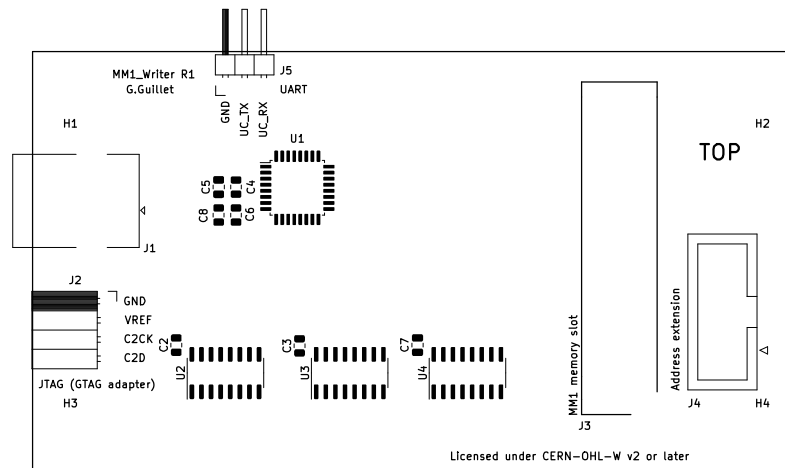 MM1_Writer R1
G.Guillet
J5
UART
GND
UC_TX
UC_RX
H1
U1
H2
TOP
C5
C4
C8
C6
J1
J2
GND
VREF
C2CK
C2D
JTAG (GTAG adapter)
H3
C2
U2
C3
U3
C7
U4
MM1 memory slot
J3
Address extension
J4
H4
Licensed under CERN-OHL-W v2 or later